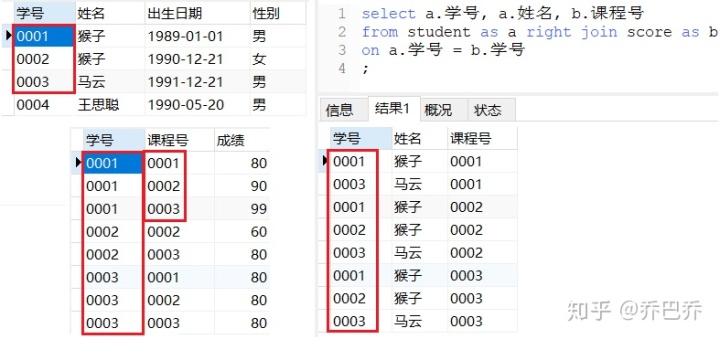 学号 姓名 出生日期 性别
0001 猴子 1989-01-01 男
0002 猴子 1990-12-21 女
0003 马云 1991-12-21 男
0004 王思聪 1990-05-20 男
学号 课程号 成绩
0001 0001 80
0001 0002 90
0001 0003 99
0002 0002 60
0002 0003 80
0003 0001 80
0003 0002 80
0003 0003 80
1 select a.学号, a.姓名, b.课程号
2 from student as a right join score as b
3 on a.学号 = b.学号
4 ;
信息 结果1 概况 状态
学号 姓名 课程号
0001 猴子 0001
0003 马云 0001
0001 猴子 0002
0002 猴子 0002
0003 马云 0002
0001 猴子 0003
0002 猴子 0003
0003 马云 0003
知乎 @乔巴乔